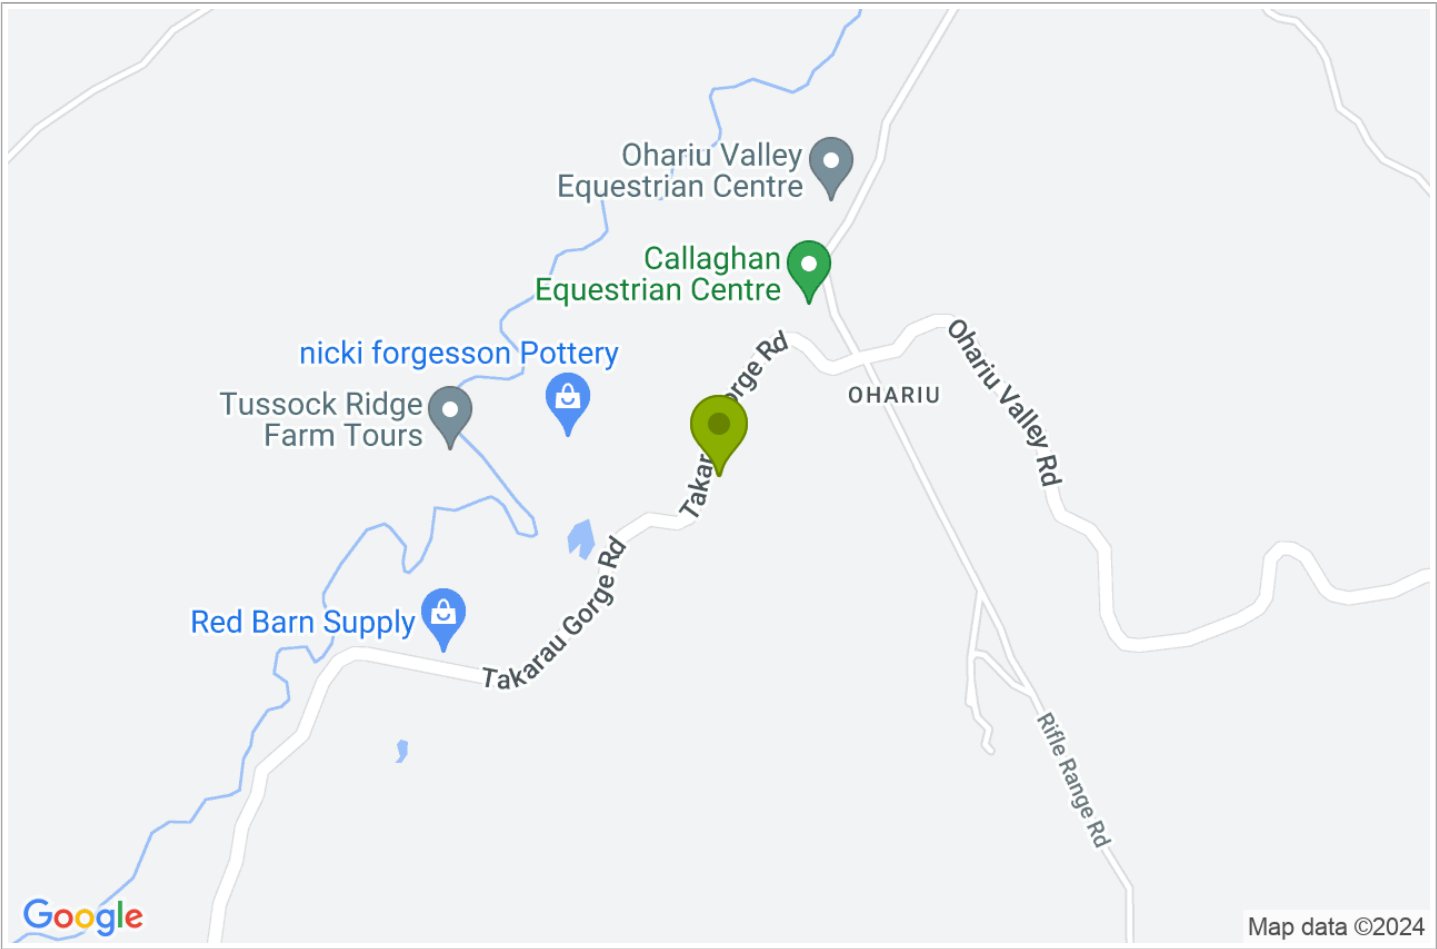 Ohariu Valley
Equestrian Centre
Callaghan
Equestrian Centre
nicki forgesson Pottery
Tussock Ridge
Farm Tours
OHARIU
Ohariu Valley Rd
Takarau Gorge Rd
Red Barn Supply
Takarau Gorge Rd
Rifle Range Rd
Google
Map data ©2024